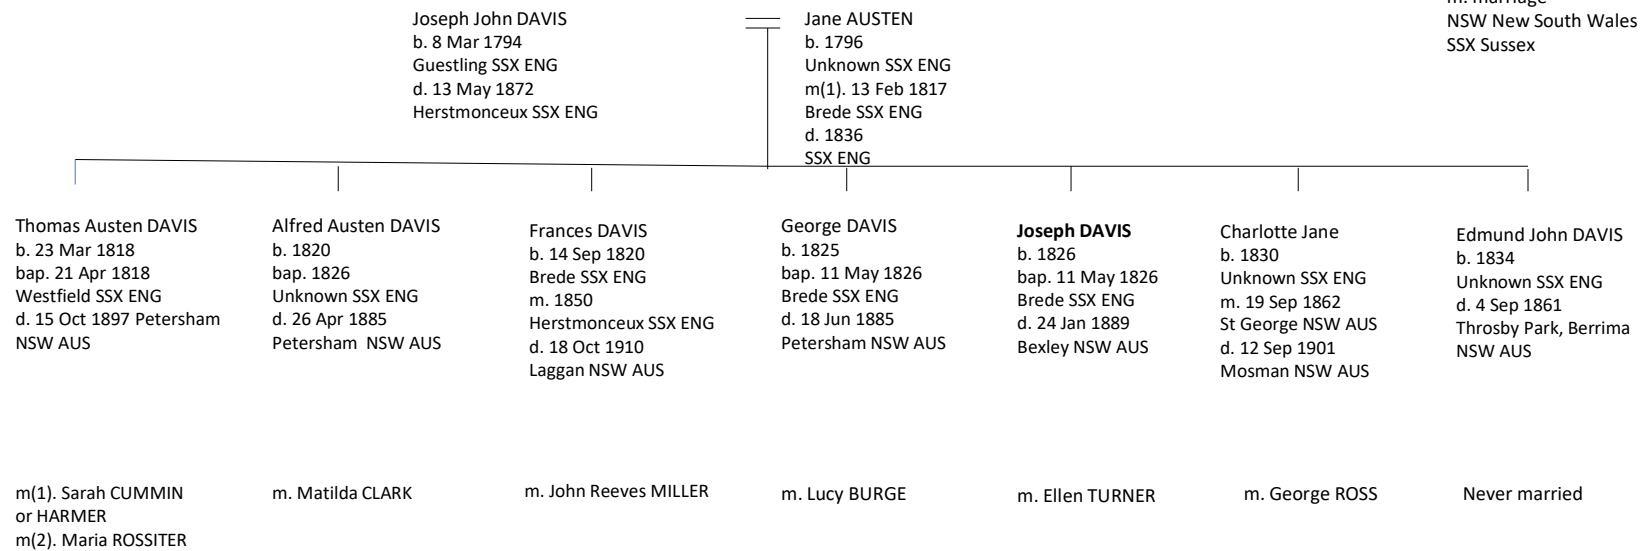 Joseph John DAVIS
b. 8 Mar 1794
Guestling SSX ENG
d. 13 May 1872
Herstmonceux SSX ENG
Jane AUSTEN
b. 1796
Unknown SSX ENG
m(1). 13 Feb 1817
Brede SSX ENG
d. 1836
SSX ENG
m. marriage
NSW New South Wales
SSX Sussex
Thomas Austen DAVIS
b. 23 Mar 1818
bap. 21 Apr 1818
Westfield SSX ENG
d. 15 Oct 1897 Petersham
NSW AUS
Alfred Austen DAVIS
b. 1820
bap. 1826
Unknown SSX ENG
d. 26 Apr 1885
Petersham NSW AUS
Frances DAVIS
b. 14 Sep 1820
Brede SSX ENG
m. 1850
Herstmonceux SSX ENG
d. 18 Oct 1910
Laggan NSW AUS
George DAVIS
b. 1825
bap. 11 May 1826
Brede SSX ENG
d. 18 Jun 1885
Petersham NSW AUS
Joseph DAVIS
b. 1826
bap. 11 May 1826
Brede SSX ENG
d. 24 Jan 1889
Bexley NSW AUS
Charlotte Jane
b. 1830
Unknown SSX ENG
m. 19 Sep 1862
St George NSW AUS
d. 12 Sep 1901
Mosman NSW AUS
Edmund John DAVIS
b. 1834
Unknown SSX ENG
d. 4 Sep 1861
Throsby Park, Berrima
NSW AUS
m(1). Sarah CUMMIN
or HARMER
m(2). Maria ROSSITER
m. Matilda CLARK
m. John Reeves MILLER
m. Lucy BURGE
m. Ellen TURNER
m. George ROSS
Never married